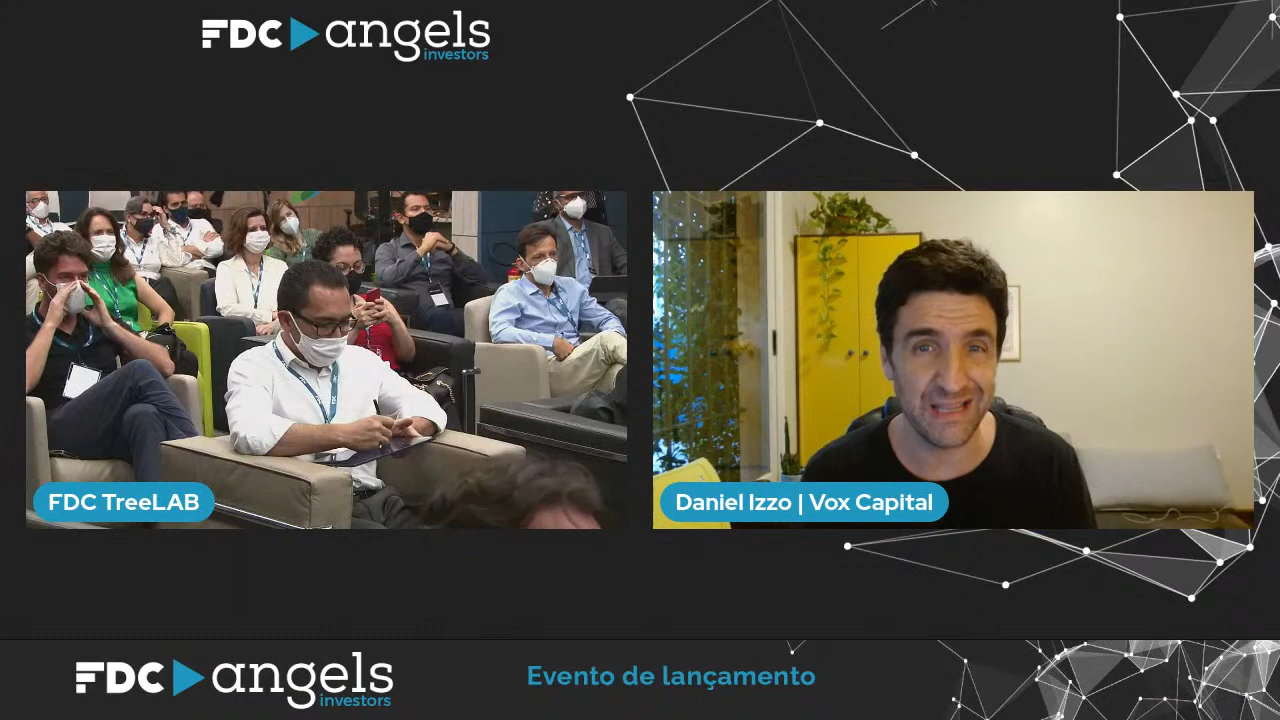 FDC angels
investors
FDC TreeLAB
Daniel Izzo | Vox Capital
FDC angels
investors
Evento de lançamento